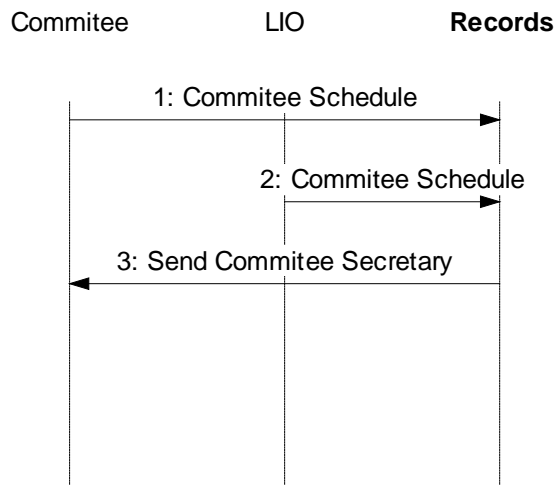 Commitee LIO Records
1: Commitee Schedule
2: Commitee Schedule
3: Send Commitee Secretary